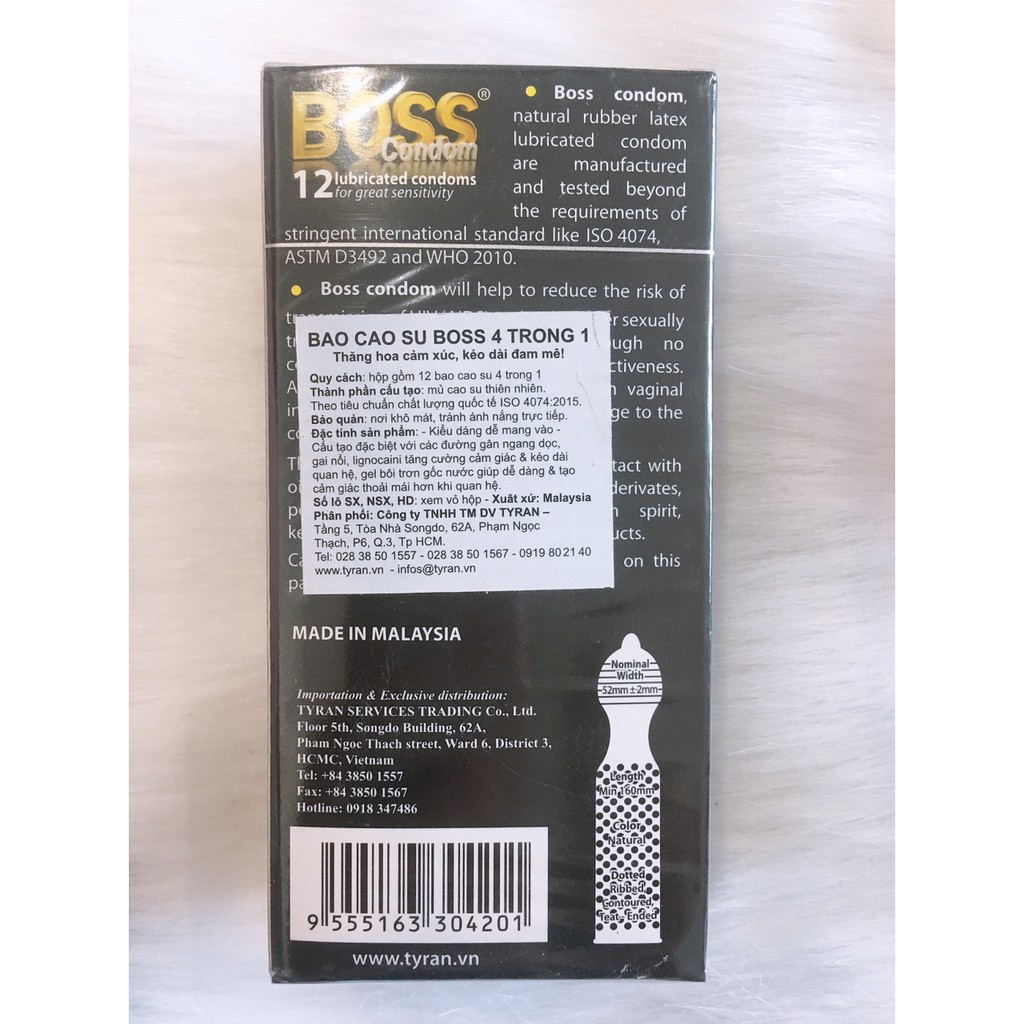 BOSS®
Condom
12 lubricated condoms
for great sensitivity
• Boss condom,
natural rubber latex
lubricated condom
are manufactured
and tested beyond
the requirements of
stringent international standard like ISO 4074,
ASTM D3492 and WHO 2010.
• Boss condom will help to reduce the risk of
sexually
no
vaginal
to the
BAO CAO SU BOSS 4 TRONG 1
Thăng hoa cảm xúc, kéo dài đam mê!
Quy cách: hộp gồm 12 bao cao su 4 trong 1
Thành phần cấu tạo: mủ cao su thiên nhiên.
Theo tiêu chuẩn chất lượng quốc tế ISO 4074:2015.
Bảo quản: nơi khô mát, tránh ánh nắng trực tiếp.
Đặc tính sản phẩm: - Kiểu dáng dễ mang vào -
Cấu tạo đặc biệt với các đường gân ngang dọc,
gai nổi, lignocaini tăng cường cảm giác & kéo dài
quan hệ, gel bôi trơn gốc nước giúp dễ dàng & tạo
cảm giác thoải mái hơn khi quan hệ.
Số lô SX, NSX, HD: xem vỏ hộp - Xuất xứ: Malaysia
Phân phối: Công ty TNHH TM DV TYRAN –
Tầng 5, Tòa Nhà Songdo, 62A, Phạm Ngọc
Thạch, P6, Q.3, Tp HCM.
Tel: 028 38 50 1557 - 028 38 50 1567 - 0919 80 21 40
www.tyran.vn - infos@tyran.vn
with
derivates,
spirit,
on this
MADE IN MALAYSIA
Importation & Exclusive distribution:
TYRAN SERVICES TRADING Co., Ltd.
Floor 5th, Songdo Building, 62A,
Pham Ngoc Thach street, Ward 6, District 3,
HCMC, Vietnam
Tel: +84 3850 1557
Fax: +84 3850 1567
Hotline: 0918 347486
9 555163 304201
www.tyran.vn
Nominal
Width
52mm ± 2mm
Length
Min 160mm
Color
Natural
Dotted
Ribbed,
Contoured,
Teat - Ended